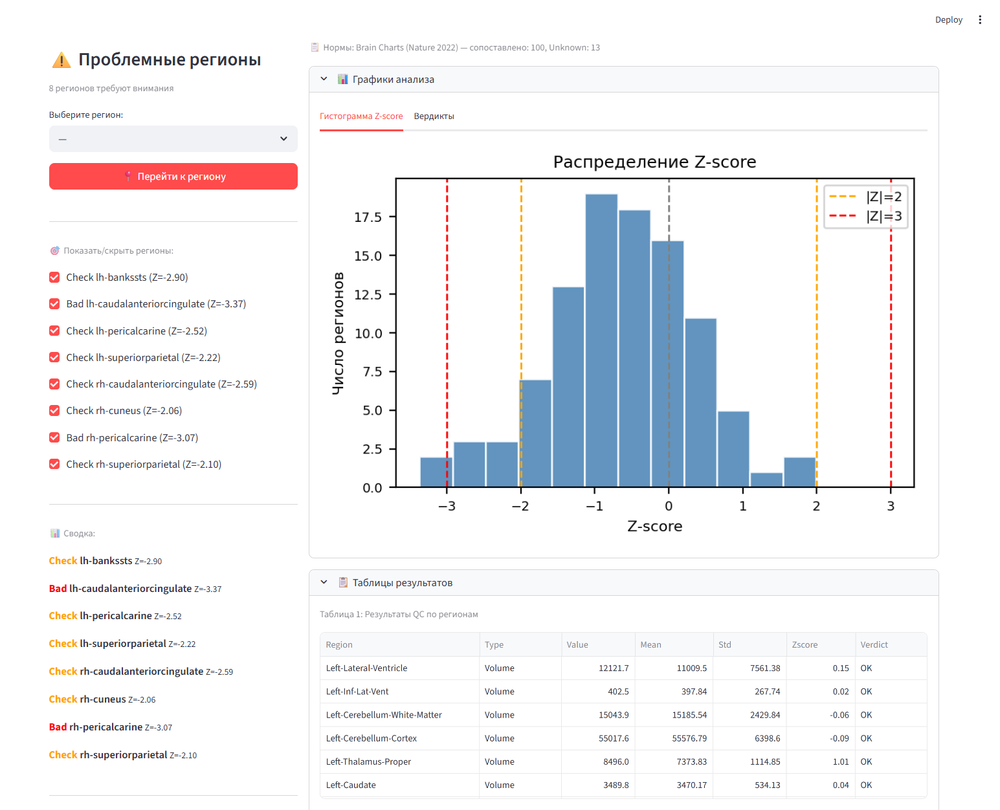 Deploy
⚠️ Проблемные регионы
8 регионов требуют внимания
Выберите регион:
—
📍 Перейти к региону
🎯 Показать/скрыть регионы:
Check lh-bankssts (Z=-2.90)
Bad lh-caudalanteriorcingulate (Z=-3.37)
Check lh-pericalcarine (Z=-2.52)
Check lh-superiorparietal (Z=-2.22)
Check rh-caudalanteriorcingulate (Z=-2.59)
Check rh-cuneus (Z=-2.06)
Bad rh-pericalcarine (Z=-3.07)
Check rh-superiorparietal (Z=-2.10)
📊 Сводка:
Check lh-bankssts Z=-2.90
Bad lh-caudalanteriorcingulate Z=-3.37
Check lh-pericalcarine Z=-2.52
Check lh-superiorparietal Z=-2.22
Check rh-caudalanteriorcingulate Z=-2.59
Check rh-cuneus Z=-2.06
Bad rh-pericalcarine Z=-3.07
Check rh-superiorparietal Z=-2.10
📋 Нормы: Brain Charts (Nature 2022) — сопоставлено: 100, Unknown: 13
📊 Графики анализа
Гистограмма Z-score Вердикты
Распределение Z-score
|Z|=2
|Z|=3
Число регионов
17.5
15.0
12.5
10.0
7.5
5.0
2.5
0.0
−3 −2 −1 0 1 2 3
Z-score
📋 Таблицы результатов
Таблица 1: Результаты QC по регионам
Region Type Value Mean Std Zscore Verdict
Left-Lateral-Ventricle Volume 12121.7 11009.5 7561.38 0.15 OK
Left-Inf-Lat-Vent Volume 402.5 397.84 267.74 0.02 OK
Left-Cerebellum-White-Matter Volume 15043.9 15185.54 2429.84 -0.06 OK
Left-Cerebellum-Cortex Volume 55017.6 55576.79 6398.6 -0.09 OK
Left-Thalamus-Proper Volume 8496.0 7373.83 1114.85 1.01 OK
Left-Caudate Volume 3489.8 3470.17 534.13 0.04 OK